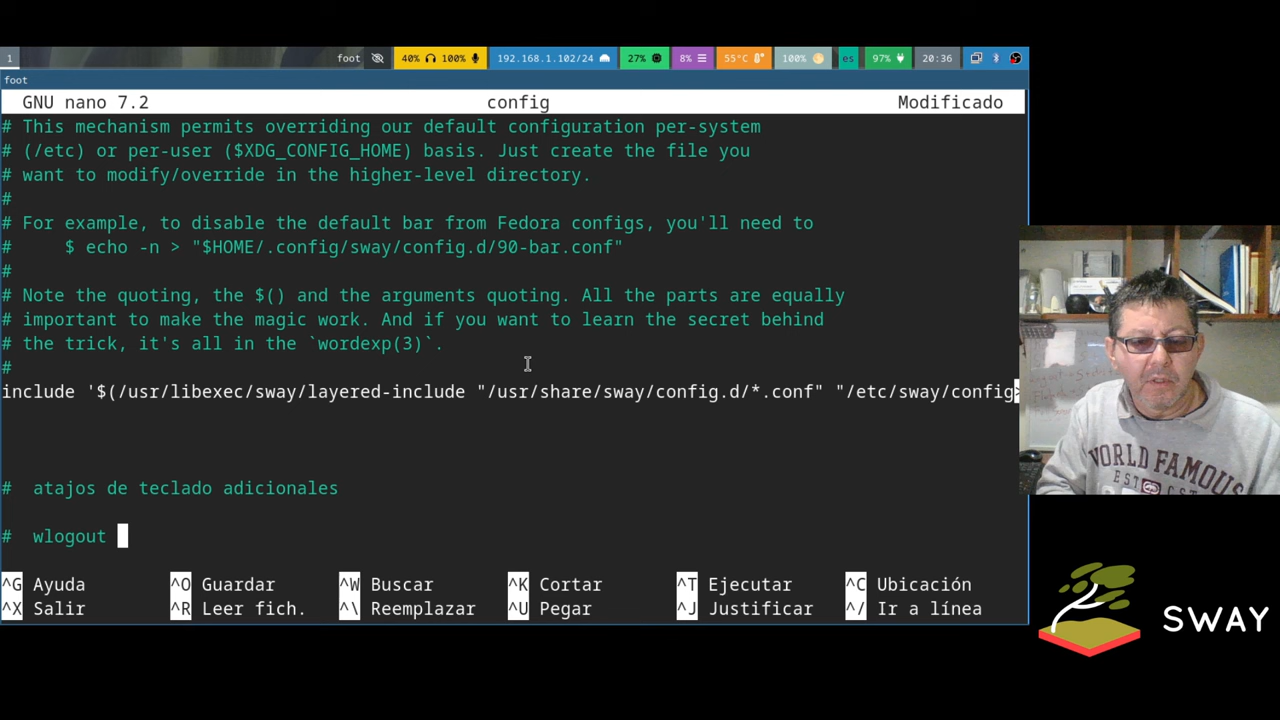 1
foot
40% 100%
192.168.1.102/24
27%
8%
55°C
100%
es
97%
20:36
foot
GNU nano 7.2 config Modificado
# This mechanism permits overriding our default configuration per-system
# (/etc) or per-user ($XDG_CONFIG_HOME) basis. Just create the file you
# want to modify/override in the higher-level directory.
#
# For example, to disable the default bar from Fedora configs, you'll need to
#     $ echo -n > "$HOME/.config/sway/config.d/90-bar.conf"
#
# Note the quoting, the $() and the arguments quoting. All the parts are equally
# important to make the magic work. And if you want to learn the secret behind
# the trick, it's all in the `wordexp(3)`.
#
include '$(/usr/libexec/sway/layered-include "/usr/share/sway/config.d/*.conf" "/etc/sway/config>
#  atajos de teclado adicionales
#  wlogout
^G Ayuda ^O Guardar ^W Buscar ^K Cortar ^T Ejecutar ^C Ubicación
^X Salir ^R Leer fich. ^\ Reemplazar ^U Pegar ^J Justificar ^/ Ir a línea
WORLD FAMOUS
SWAY